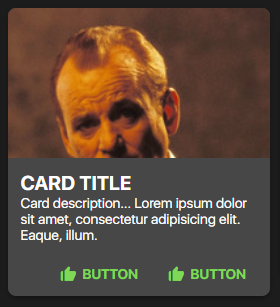 CARD TITLE
Card description... Lorem ipsum dolor
sit amet, consectetur adipisicing elit.
Eaque, illum.
BUTTON BUTTON